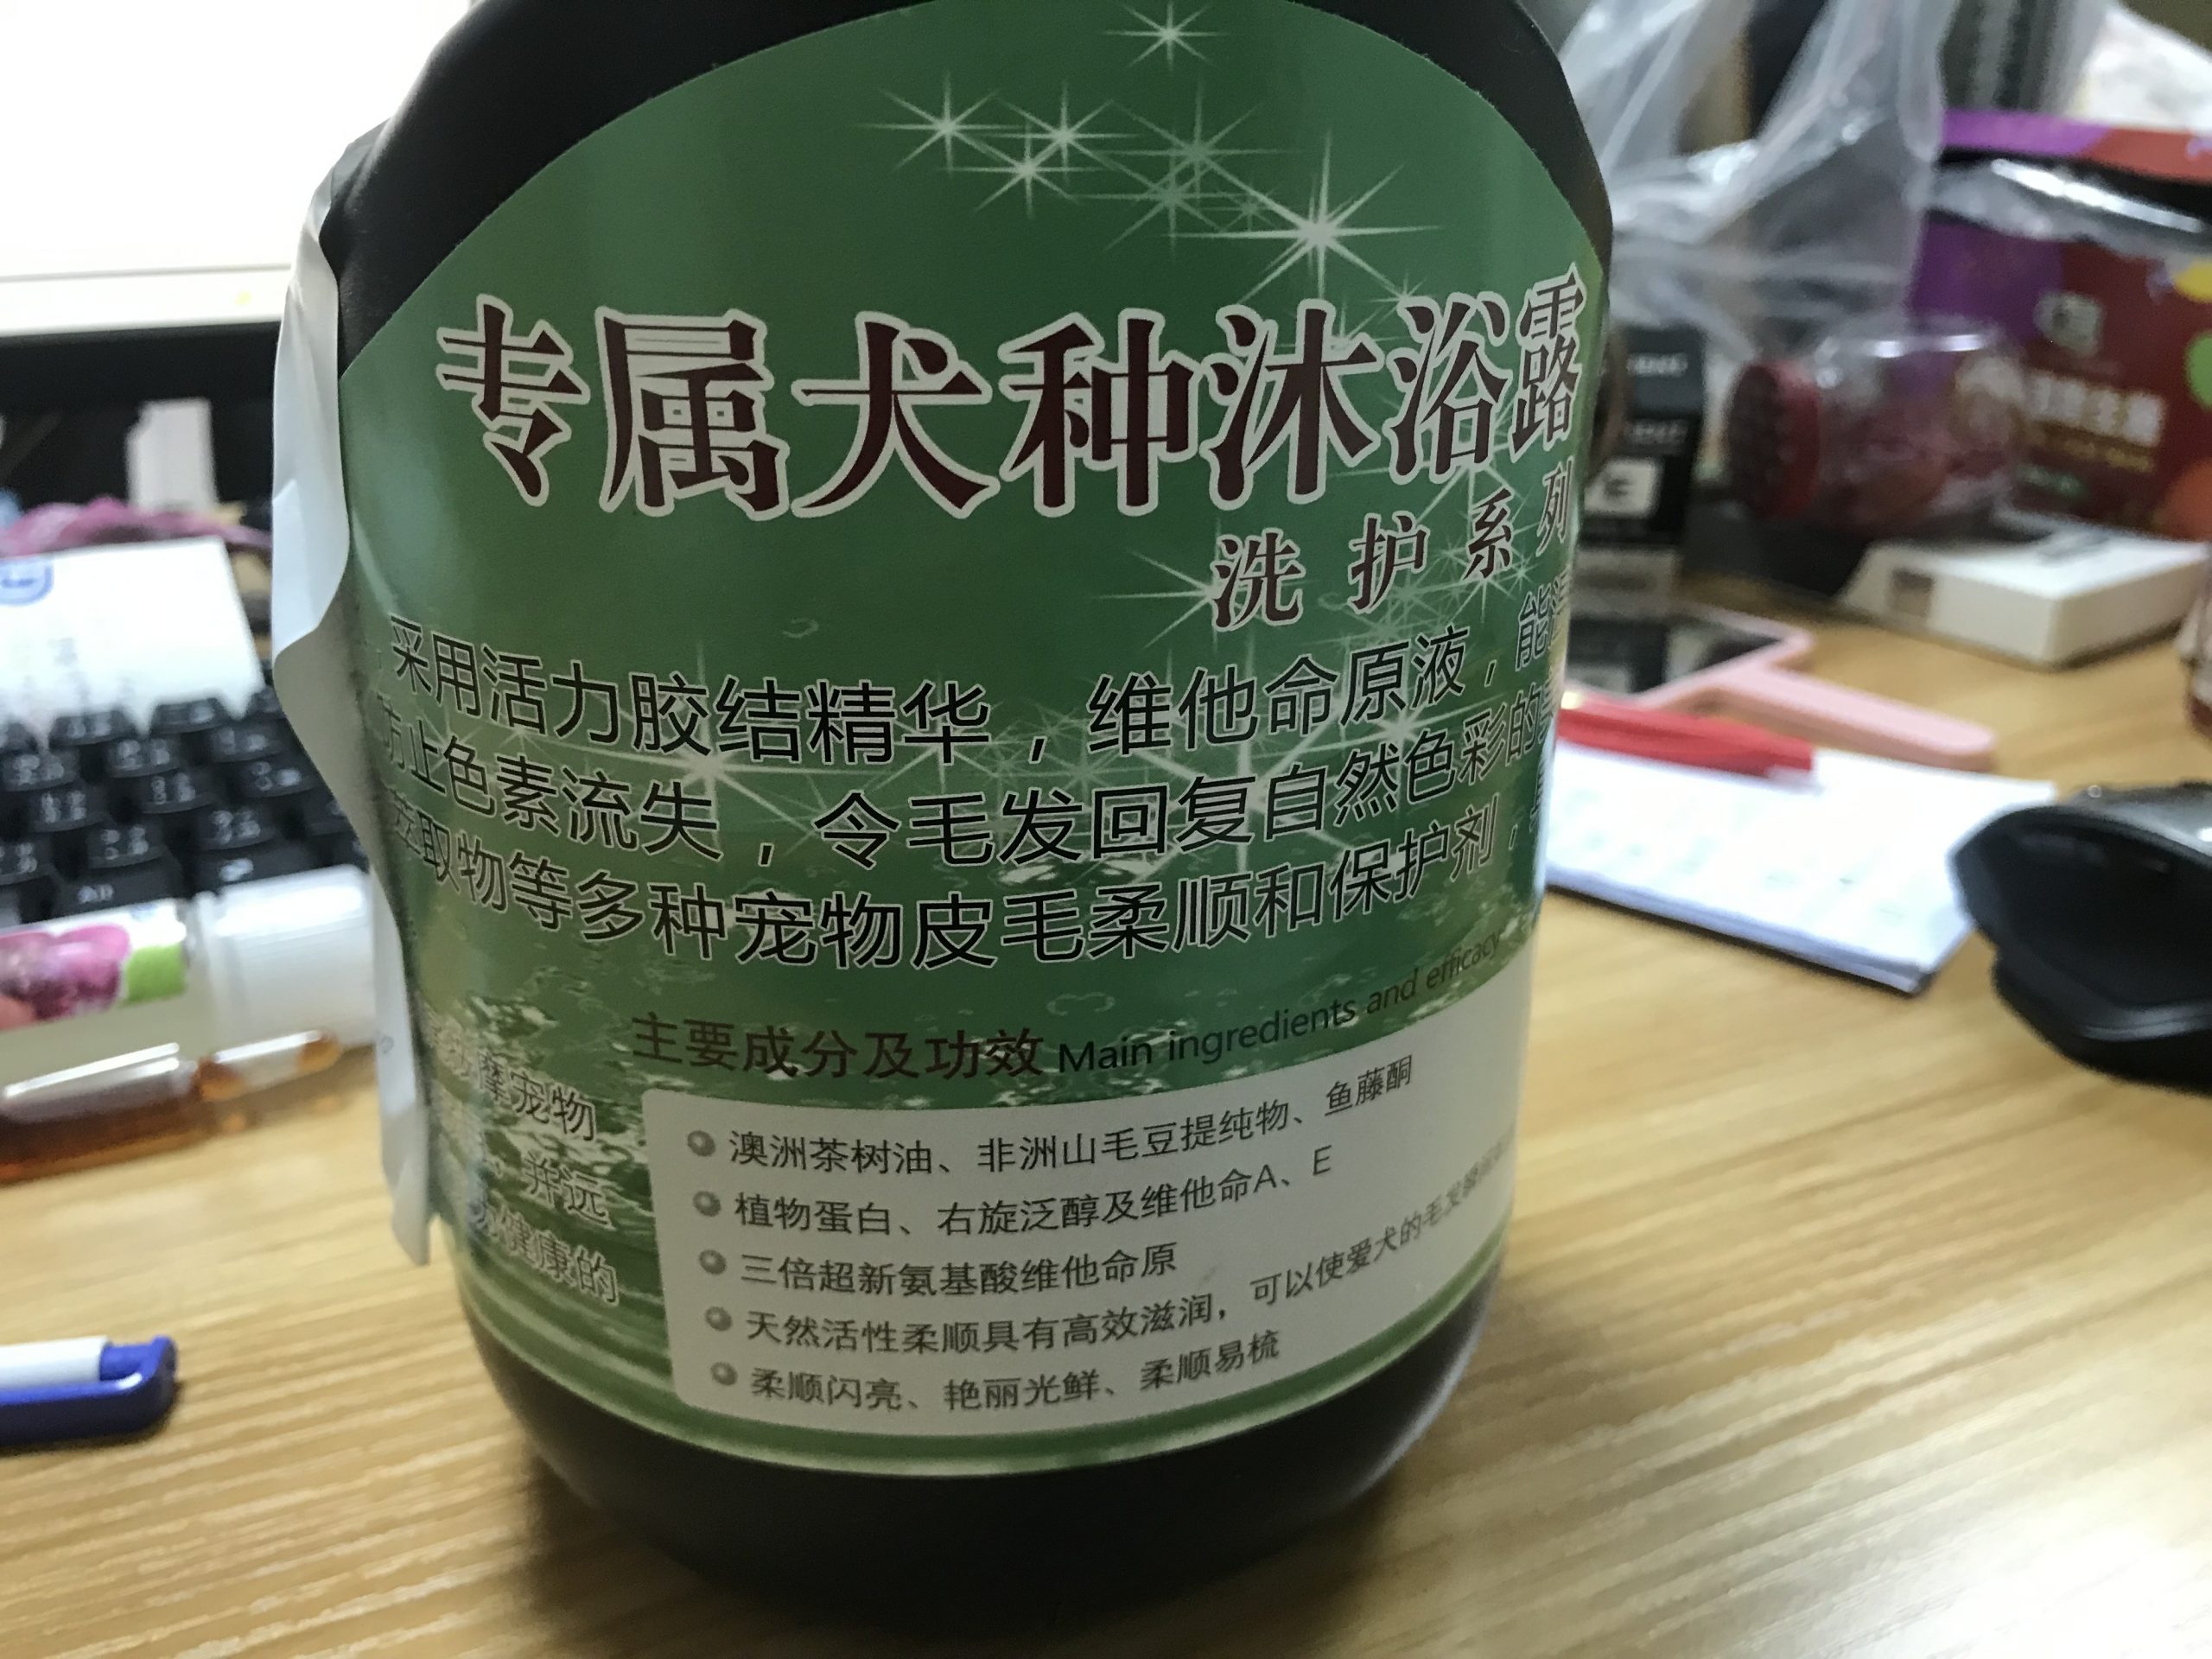 专属犬种沐浴露
洗护系列
采用活力胶结精华，维他命原液，能
防止色素流失，令毛发回复自然色彩的
萃取物等多种宠物皮毛柔顺和保护剂，
主要成分及功效 Main ingredients and efficacy
摩宠物
并远
健康的
澳洲茶树油、非洲山毛豆提纯物、鱼藤酮
植物蛋白、右旋泛醇及维他命A、E
三倍超新氨基酸维他命原
天然活性柔顺具有高效滋润，可以使爱犬的毛发
柔顺闪亮、艳丽光鲜、柔顺易梳